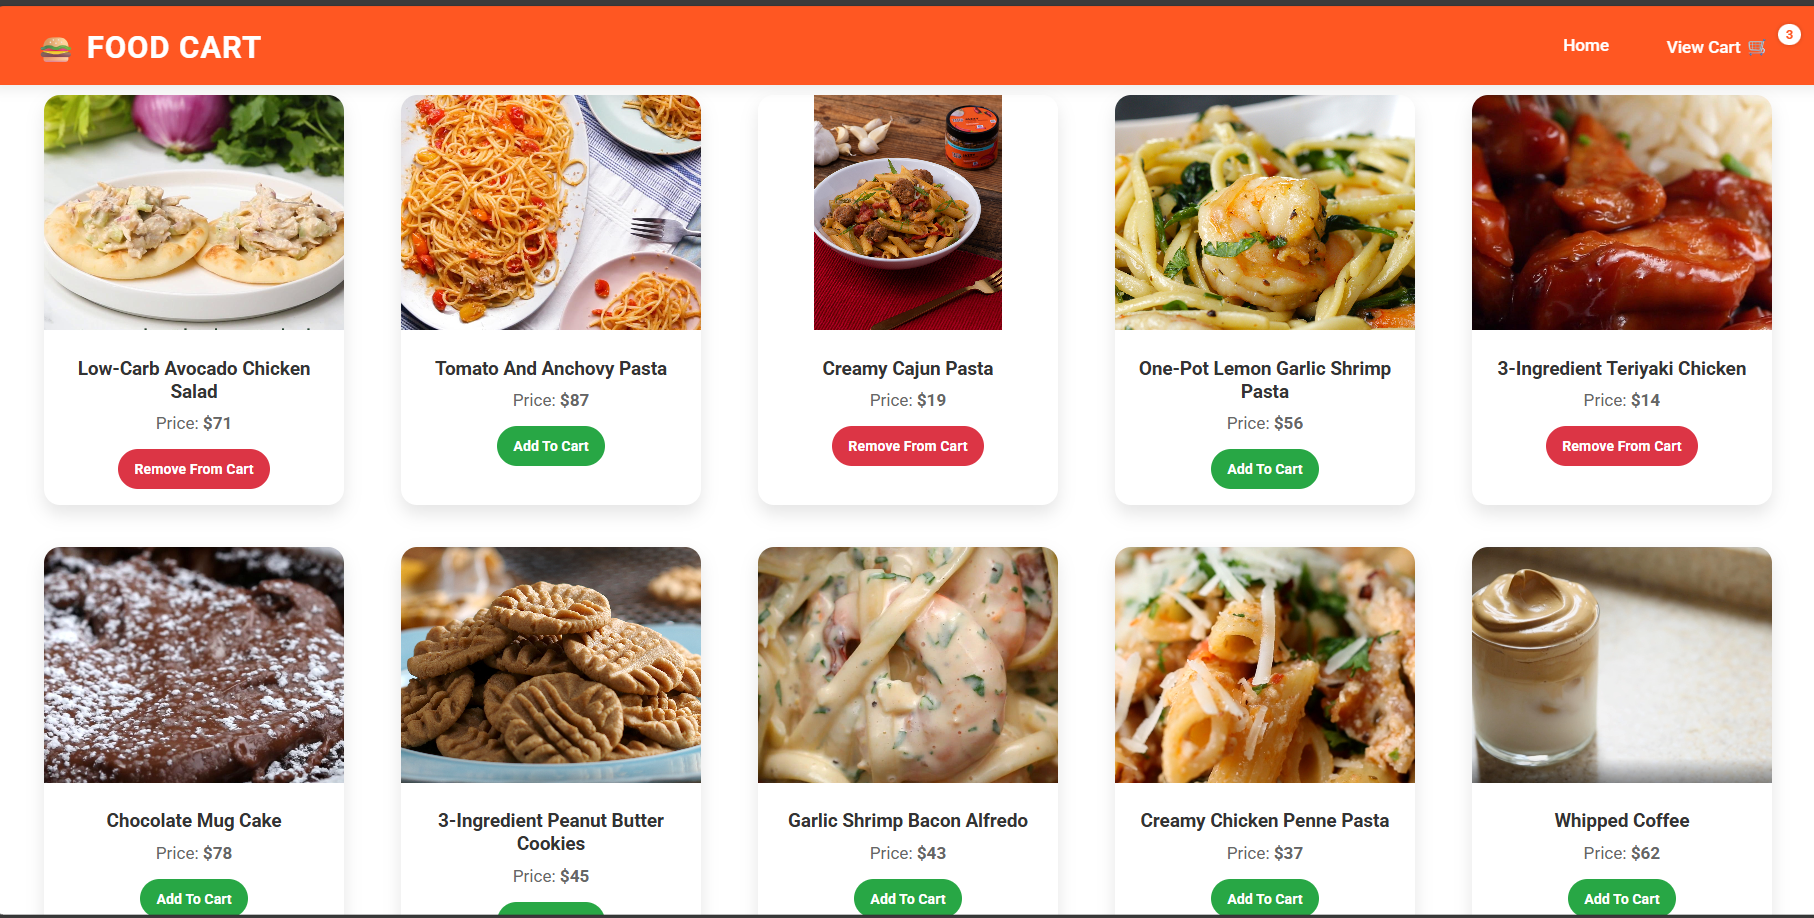 FOOD CART
Home
View Cart
3
Low-Carb Avocado Chicken
Salad
Price: $71
Remove From Cart
Tomato And Anchovy Pasta
Price: $87
Add To Cart
Creamy Cajun Pasta
Price: $19
Remove From Cart
One-Pot Lemon Garlic Shrimp
Pasta
Price: $56
Add To Cart
3-Ingredient Teriyaki Chicken
Price: $14
Remove From Cart
Chocolate Mug Cake
Price: $78
Add To Cart
3-Ingredient Peanut Butter
Cookies
Price: $45
Garlic Shrimp Bacon Alfredo
Price: $43
Add To Cart
Creamy Chicken Penne Pasta
Price: $37
Add To Cart
Whipped Coffee
Price: $62
Add To Cart